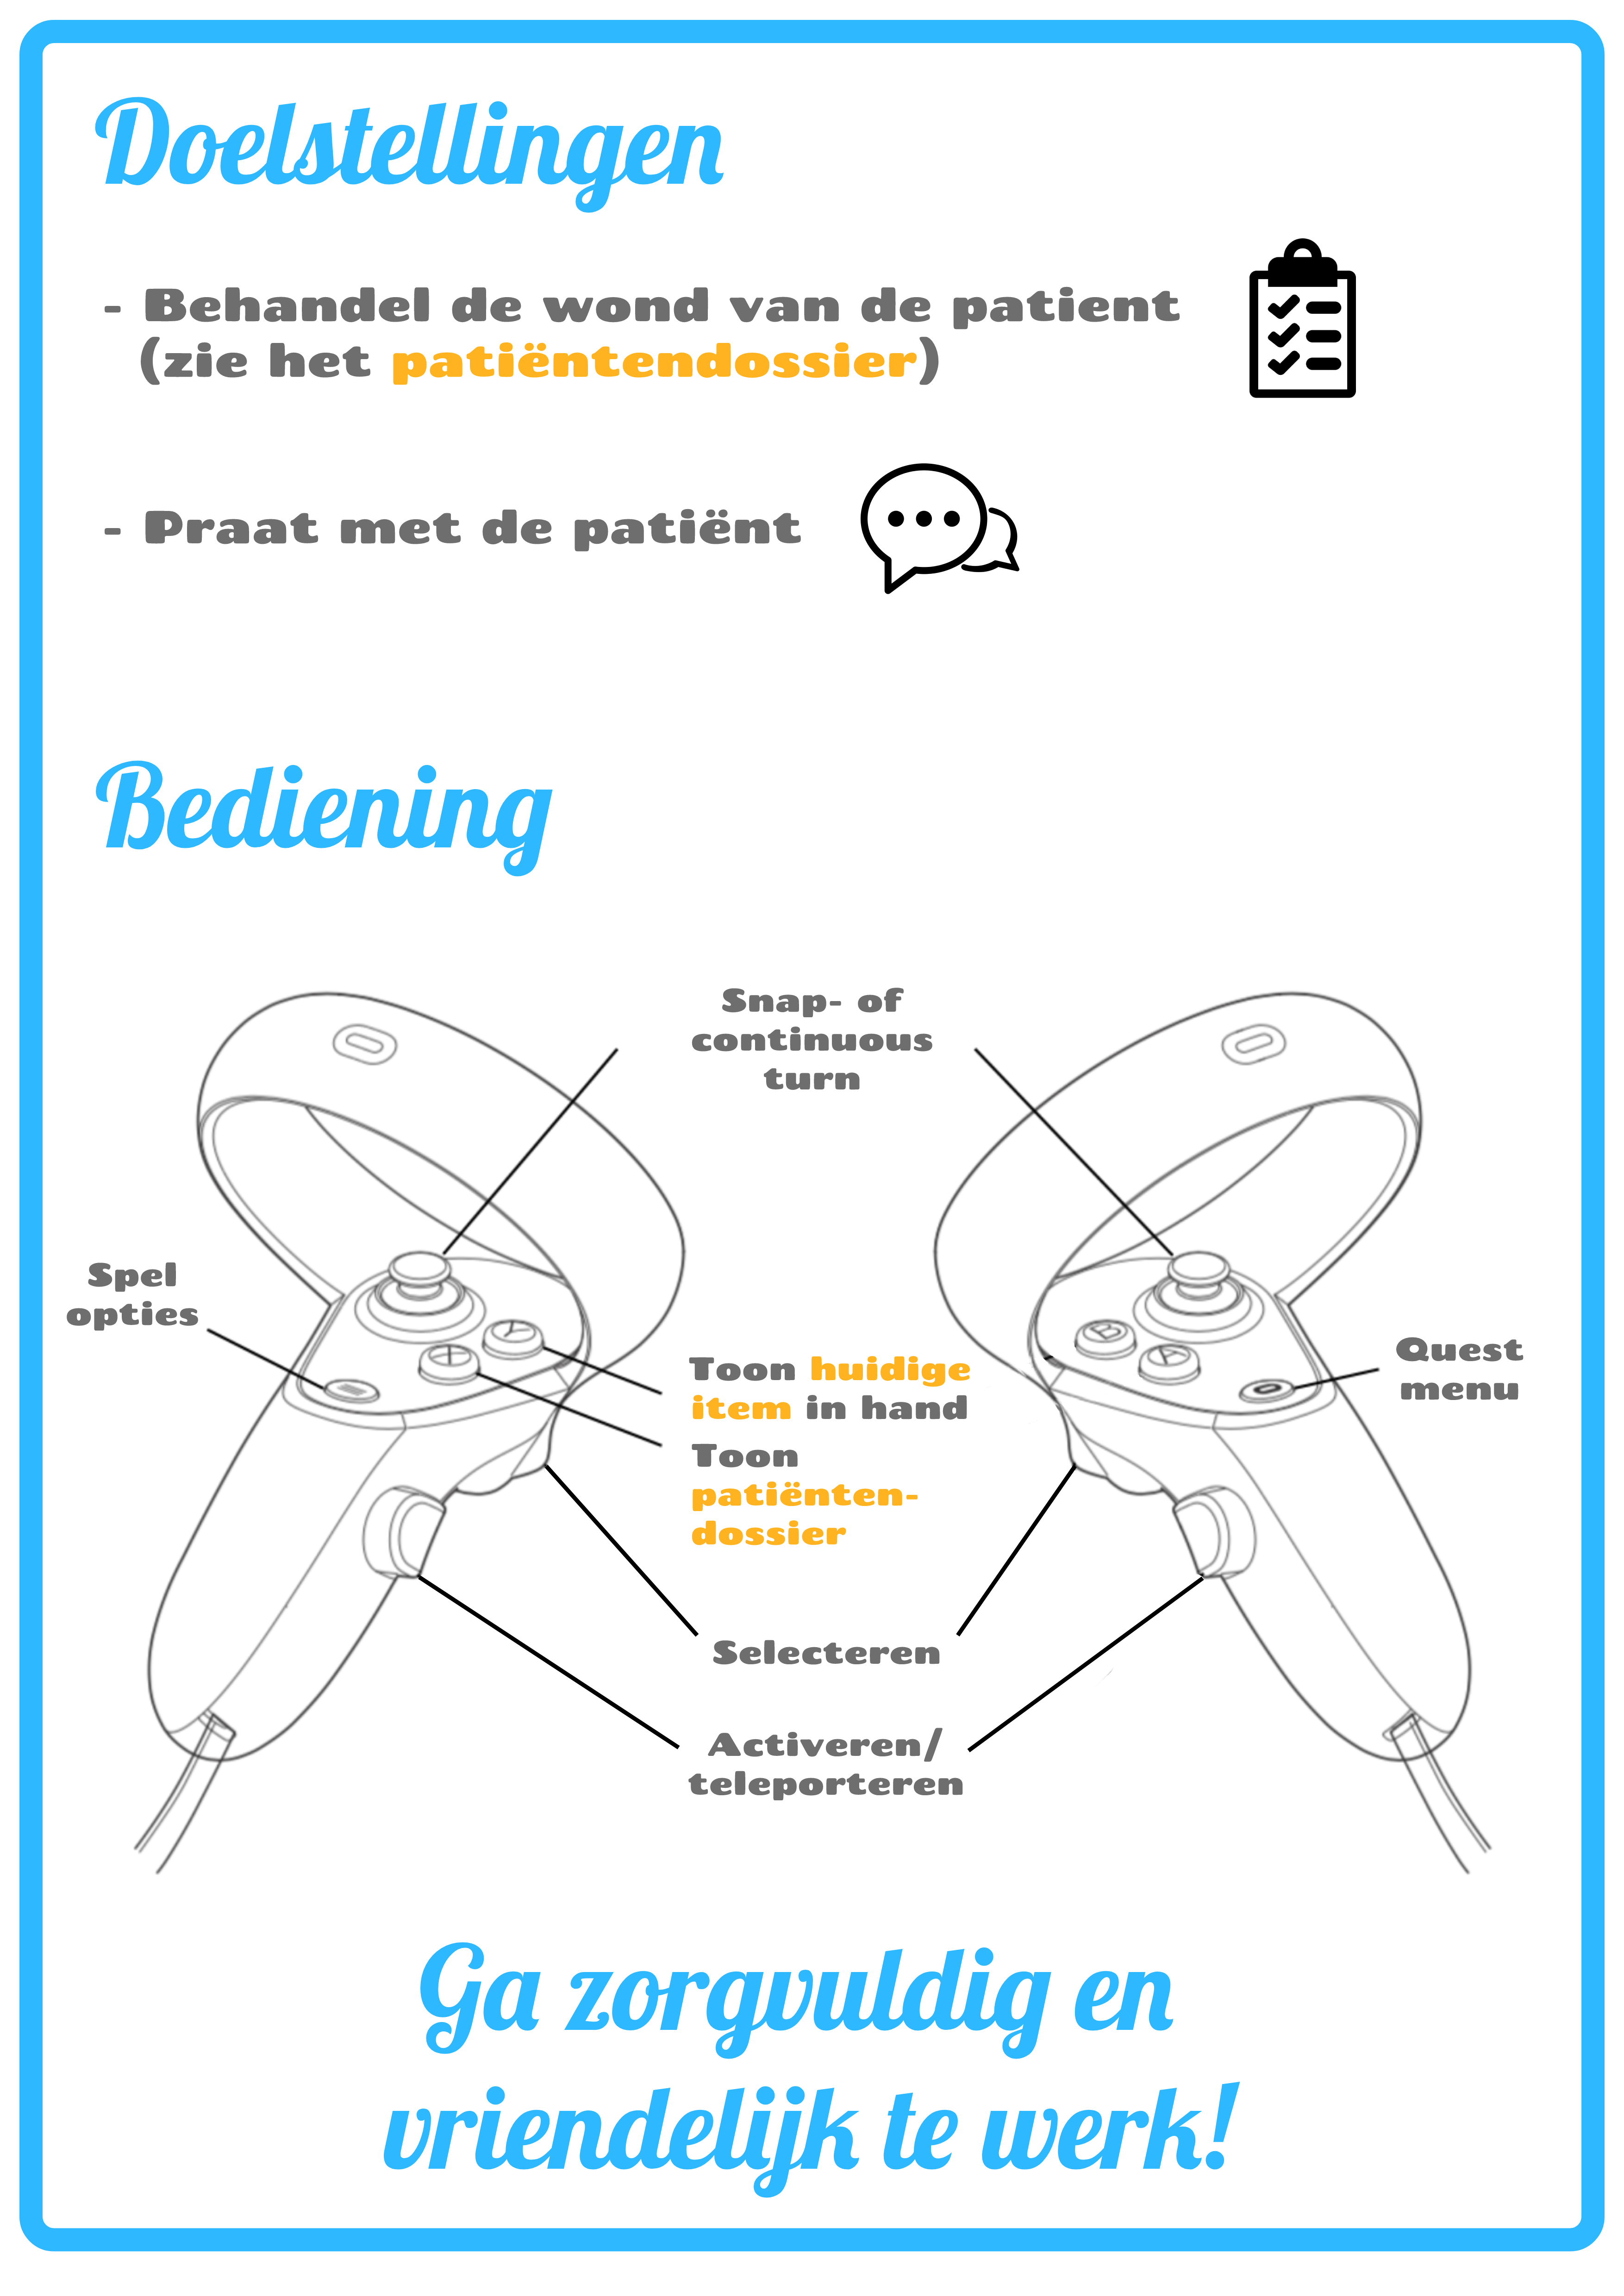 Doelstellingen
- Behandel de wond van de patient
(zie het patiëntendossier)
- Praat met de patiënt
Bediening
Snap- of
continuous
turn
Spel
opties
Y
X
B
A
Toon huidige
item in hand
Toon
patiënten-
dossier
Quest
menu
Selecteren
Activeren/
teleporteren
Ga zorgvuldig en
vriendelijk te werk!